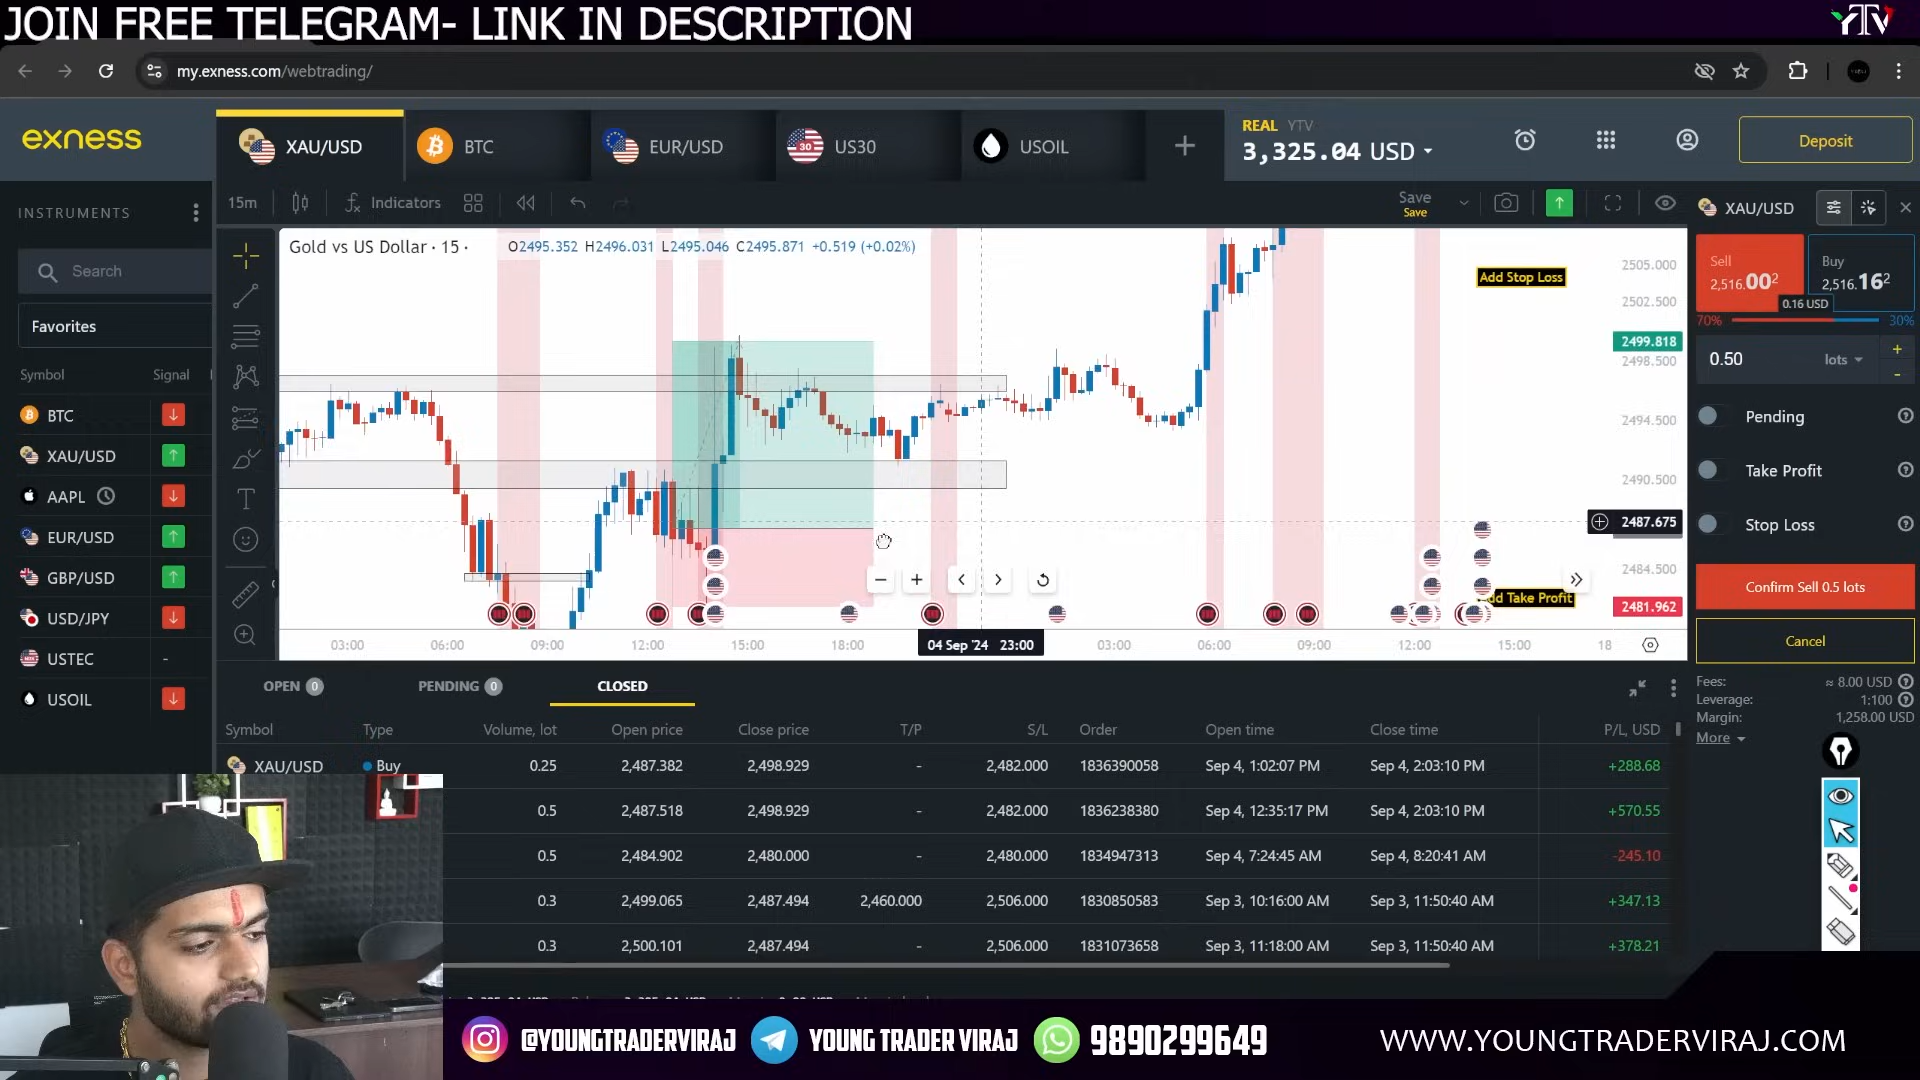 JOIN FREE TELEGRAM- LINK IN DESCRIPTION
YTV
my.exness.com/webtrading/
exness
XAU/USD
BTC
EUR/USD
US30
USOIL
REAL YTV
3,325.04 USD
Deposit
INSTRUMENTS
15m
Indicators
Save
Save
XAU/USD
Search
Favorites
Symbol Signal
BTC
XAU/USD
AAPL
EUR/USD
GBP/USD
USD/JPY
USTEC -
USOIL
Gold vs US Dollar · 15 · O2495.352 H2496.031 L2495.046 C2495.871 +0.519 (+0.02%)
Add Stop Loss
Add Take Profit
2505.000
2502.500
2499.818
2498.500
2494.500
2490.500
2487.675
2484.500
2481.962
03:00 06:00 09:00 12:00 15:00 18:00 04 Sep '24 23:00 03:00 06:00 09:00 12:00 15:00 18
Sell
2,516.002
Buy
2,516.162
0.16 USD
70% 30%
0.50 lots
Pending
Take Profit
Stop Loss
Confirm Sell 0.5 lots
Cancel
Fees: ≈ 8.00 USD
Leverage: 1:100
Margin: 1,258.00 USD
More
OPEN 0 PENDING 0 CLOSED
Symbol Type Volume, lot Open price Close price T/P S/L Order Open time Close time P/L, USD
XAU/USD Buy 0.25 2,487.382 2,498.929 - 2,482.000 1836390058 Sep 4, 1:02:07 PM Sep 4, 2:03:10 PM +288.68
0.5 2,487.518 2,498.929 - 2,482.000 1836238380 Sep 4, 12:35:17 PM Sep 4, 2:03:10 PM +570.55
0.5 2,484.902 2,480.000 - 2,480.000 1834947313 Sep 4, 7:24:45 AM Sep 4, 8:20:41 AM -245.10
0.3 2,499.065 2,487.494 2,460.000 2,506.000 1830850583 Sep 3, 10:16:00 AM Sep 3, 11:50:40 AM +347.13
0.3 2,500.101 2,487.494 - 2,506.000 1831073658 Sep 3, 11:18:00 AM Sep 3, 11:50:40 AM +378.21
@YOUNGTRADERVIRAJ
YOUNG TRADER VIRAJ
9890299649
WWW.YOUNGTRADERVIRAJ.COM